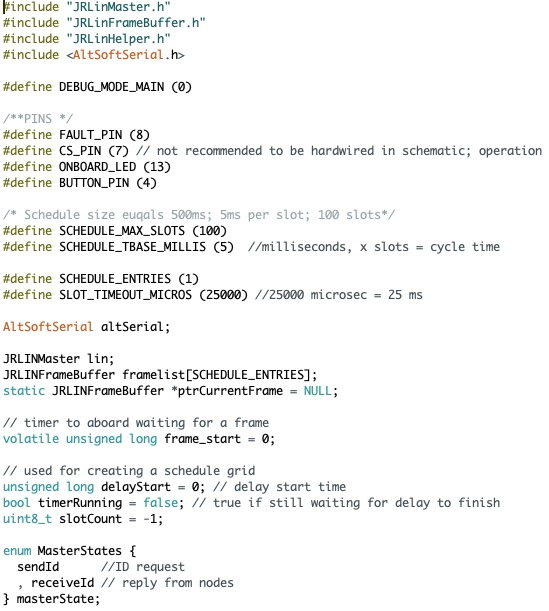 #include "JRLinMaster.h"
#include "JRLinFrameBuffer.h"
#include "JRLinHelper.h"
#include <AltSoftSerial.h>
#define DEBUG_MODE_MAIN (0)
/**PINS */
#define FAULT_PIN (8)
#define CS_PIN (7) // not recommended to be hardwired in schematic; operation
#define ONBOARD_LED (13)
#define BUTTON_PIN (4)
/* Schedule size euqals 500ms; 5ms per slot; 100 slots*/
#define SCHEDULE_MAX_SLOTS (100)
#define SCHEDULE_TBASE_MILLIS (5)  //milliseconds, x slots = cycle time
#define SCHEDULE_ENTRIES (1)
#define SLOT_TIMEOUT_MICROS (25000) //25000 microsec = 25 ms
AltSoftSerial altSerial;
JRLINMaster lin;
JRLINFrameBuffer framelist[SCHEDULE_ENTRIES];
static JRLINFrameBuffer *ptrCurrentFrame = NULL;
// timer to aboard waiting for a frame
volatile unsigned long frame_start = 0;
// used for creating a schedule grid
unsigned long delayStart = 0; // delay start time
bool timerRunning = false; // true if still waiting for delay to finish
uint8_t slotCount = -1;
enum MasterStates {
  sendId      //ID request
  , receiveId // reply from nodes
} masterState;